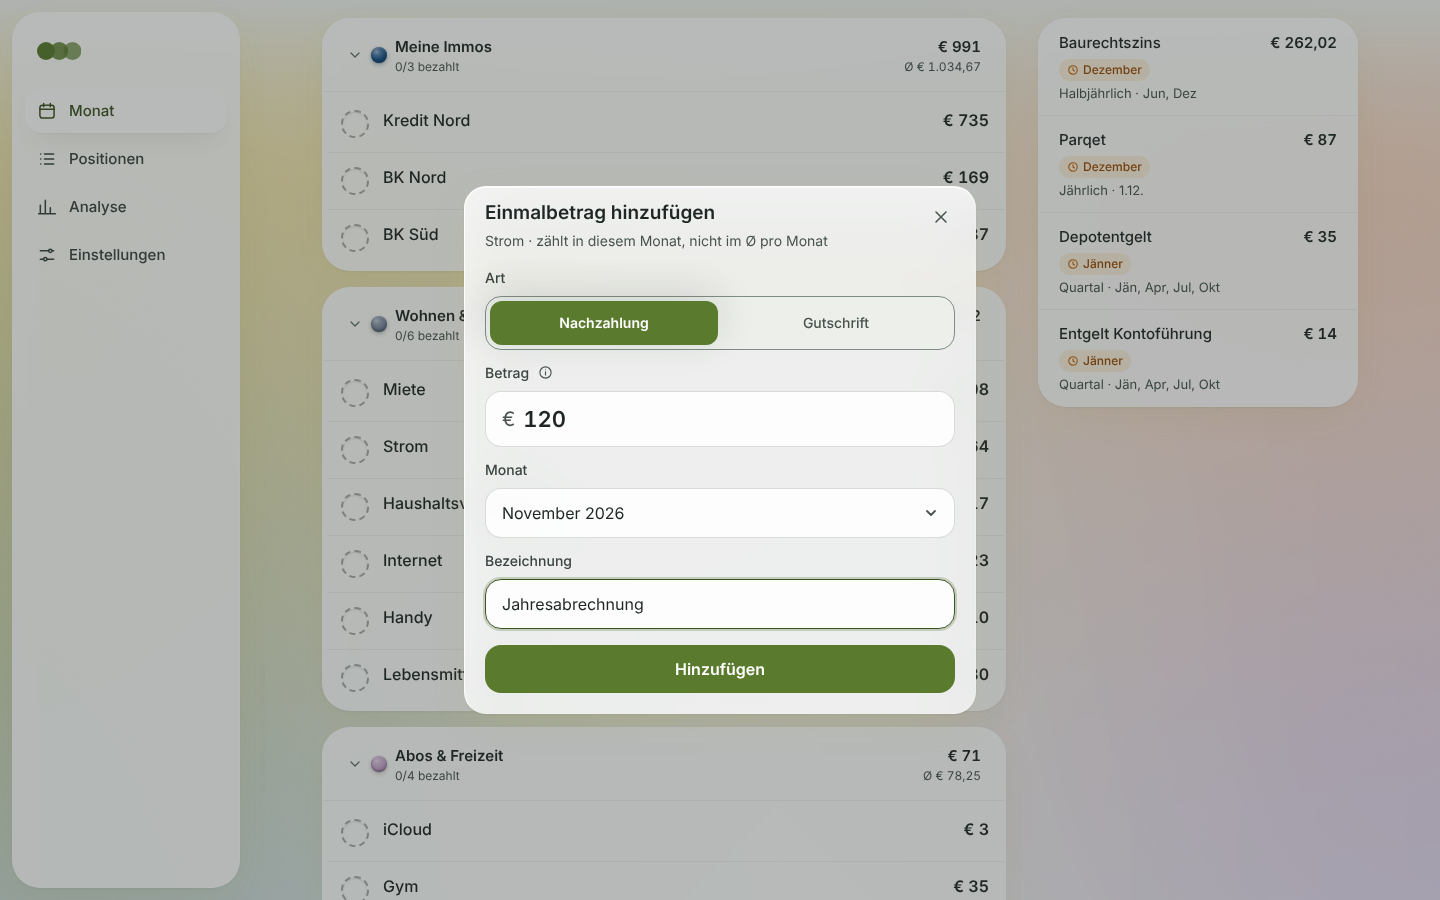 Monat
Positionen
Analyse
Einstellungen
Meine Immos € 991
0/3 bezahlt Ø € 1.034,67
Kredit Nord € 735
BK Nord € 169
BK Süd
Wohnen &
0/6 bezahlt
Miete
Strom
Internet
Handy
Abos & Freizeit € 71
0/4 bezahlt Ø € 78,25
iCloud € 3
Gym € 35
Einmalbetrag hinzufügen
Strom · zählt in diesem Monat, nicht im Ø pro Monat
Art
Nachzahlung Gutschrift
Betrag
€ 120
Monat
November 2026
Bezeichnung
Jahresabrechnung
Hinzufügen
Baurechtszins € 262,02
Dezember
Halbjährlich · Jun, Dez
Parqet € 87
Dezember
Jährlich · 1.12.
Depotentgelt € 35
Jänner
Quartal · Jän, Apr, Jul, Okt
Entgelt Kontoführung € 14
Jänner
Quartal · Jän, Apr, Jul, Okt